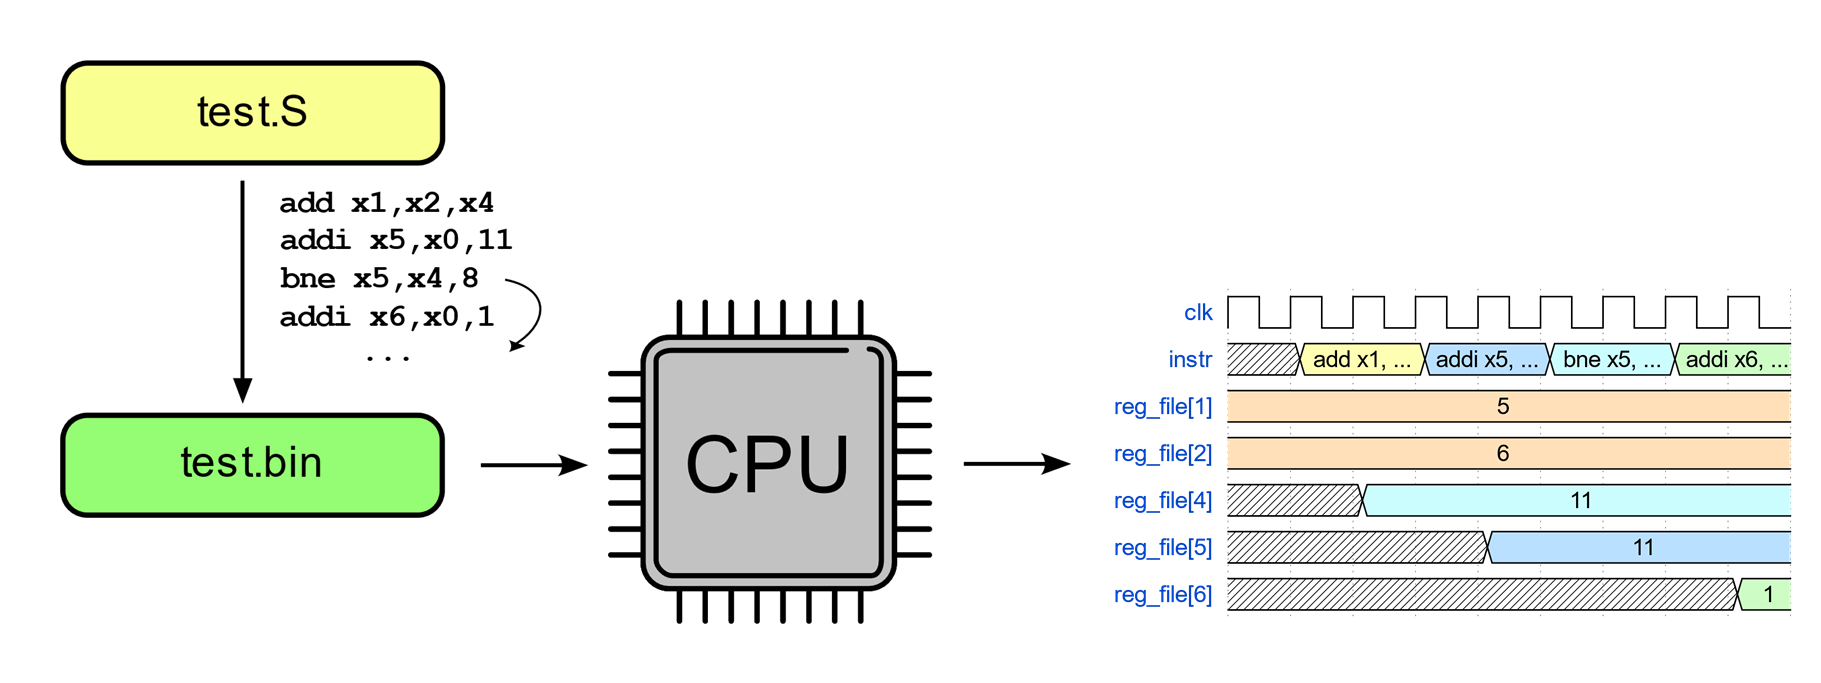 test.S
add x1,x2,x4
addi x5,x0,11
bne x5,x4,8
addi x6,x0,1
...
test.bin
CPU
clk
instr add x1, ... addi x5, ... bne x5, ... addi x6, ...
reg_file[1] 5
reg_file[2] 6
reg_file[4] 11
reg_file[5] 11
reg_file[6] 1